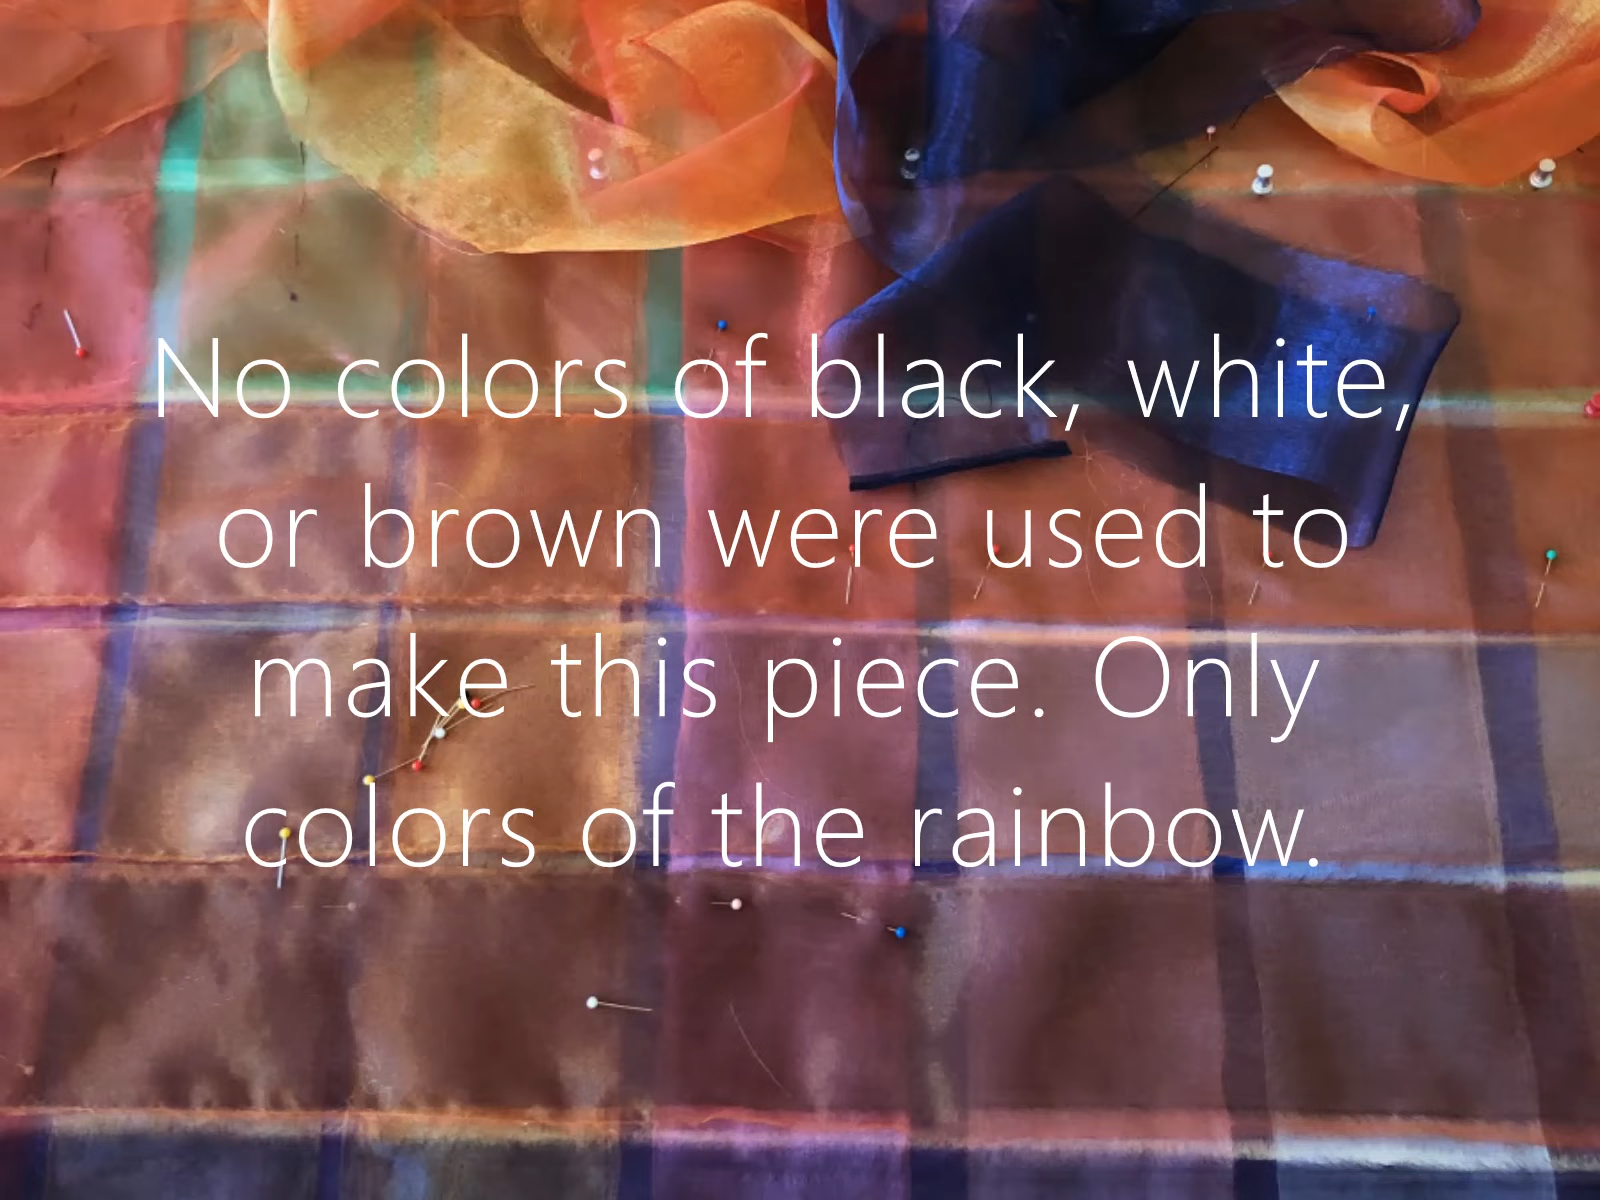 No colors of black, white,
or brown were used to
make this piece. Only
colors of the rainbow.